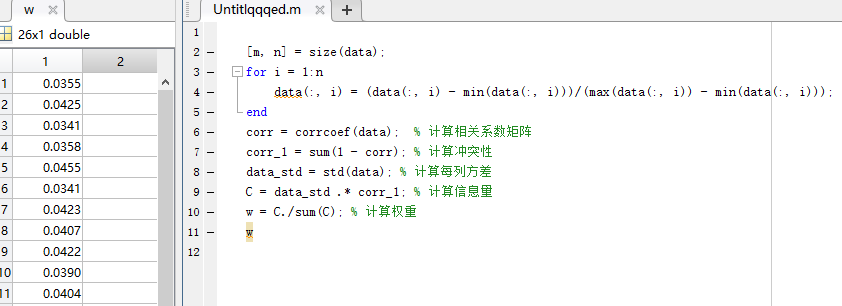 w
26x1 double
1 2
1 0.0355
2 0.0425
3 0.0341
4 0.0358
5 0.0455
6 0.0341
7 0.0423
8 0.0407
9 0.0422
10 0.0390
11 0.0404
Untitlqqqed.m
1
2 [m, n] = size(data);
3 for i = 1:n
4 data(:, i) = (data(:, i) - min(data(:, i)))/(max(data(:, i)) - min(data(:, i)));
5 end
6 corr = corrcoef(data); % 计算相关系数矩阵
7 corr_1 = sum(1 - corr); % 计算冲突性
8 data_std = std(data); % 计算每列方差
9 C = data_std .* corr_1; % 计算信息量
10 w = C./sum(C); % 计算权重
11 w
12